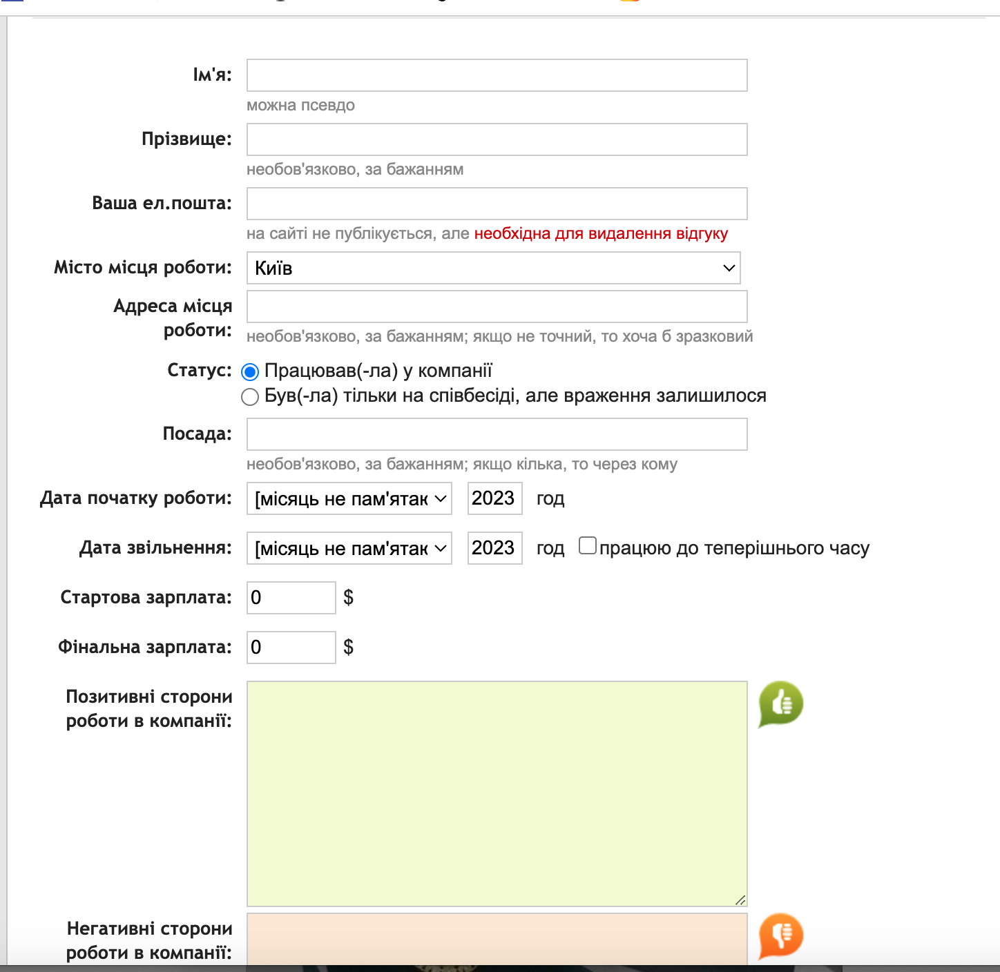 Ім'я:
можна псевдо
Прізвище:
необов'язково, за бажанням
Ваша ел.пошта:
на сайті не публікується, але необхідна для видалення відгуку
Місто місця роботи: Київ
Адреса місця
роботи:
необов'язково, за бажанням; якщо не точний, то хоча б зразковий
Статус: Працював(-ла) у компанії
Був(-ла) тільки на співбесіді, але враження залишилося
Посада:
необов'язково, за бажанням; якщо кілька, то через кому
Дата початку роботи: [місяць не пам'ятак 2023 год
Дата звільнення: [місяць не пам'ятак 2023 год працюю до теперішнього часу
Стартова зарплата: 0 $
Фінальна зарплата: 0 $
Позитивні сторони
роботи в компанії:
Негативні сторони
роботи в компанії: